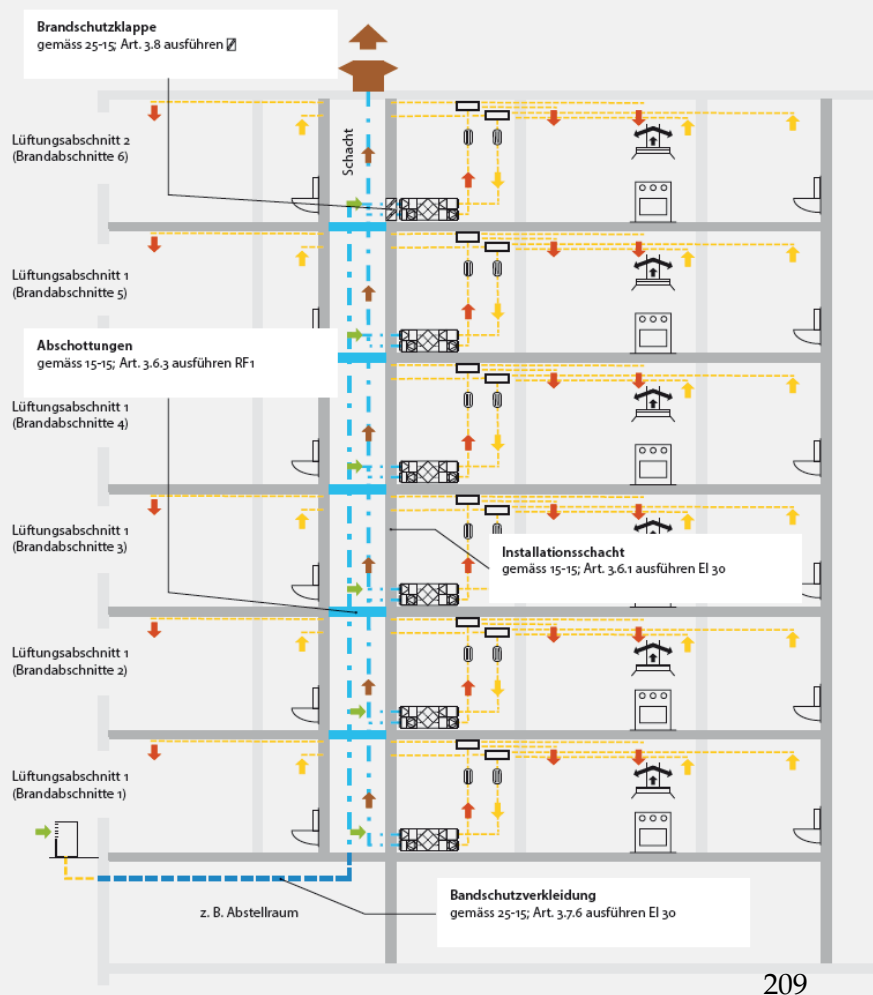 Brandschutzklappe
gemäss 25-15; Art. 3.8 ausführen
Lüftungsabschnitt 2
(Brandabschnitte 6)
Schacht
Lüftungsabschnitt 1
(Brandabschnitte 5)
Abschottungen
gemäss 15-15; Art. 3.6.3 ausführen RF1
Lüftungsabschnitt 1
(Brandabschnitte 4)
Lüftungsabschnitt 1
(Brandabschnitte 3)
Installationsschacht
gemäss 15-15; Art. 3.6.1 ausführen EI 30
Lüftungsabschnitt 1
(Brandabschnitte 2)
Lüftungsabschnitt 1
(Brandabschnitte 1)
Bandschutzverkleidung
gemäss 25-15; Art. 3.7.6 ausführen EI 30
z. B. Abstellraum
209